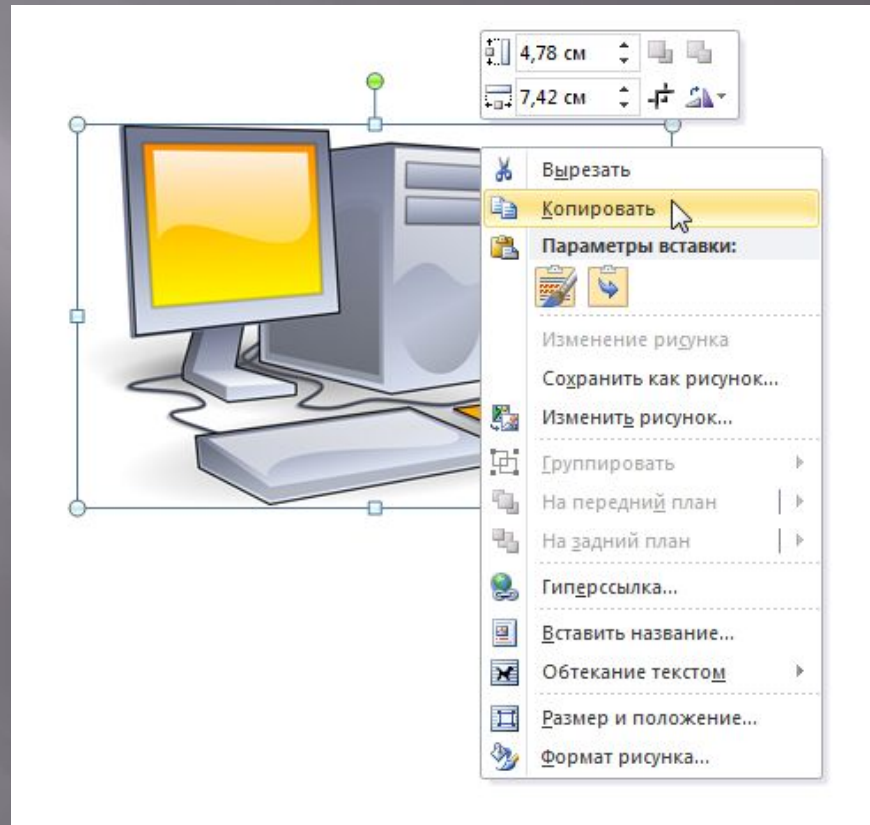 4,78 см
7,42 см
Вырезать
Копировать
Параметры вставки:
Изменение рисунка
Сохранить как рисунок...
Изменить рисунок...
Группировать
На передний план
На задний план
Гиперссылка...
Вставить название...
Обтекание текстом
Размер и положение...
Формат рисунка...